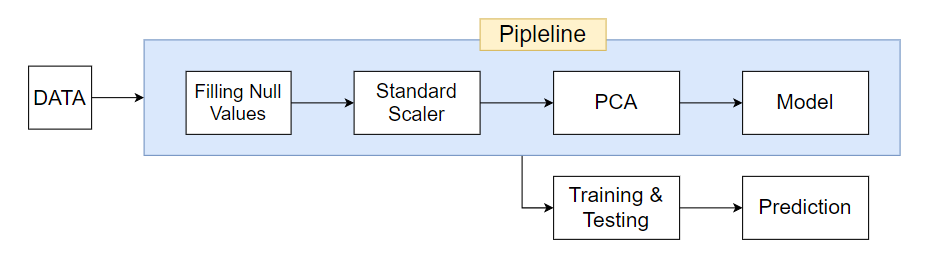 Pipleline
DATA
Filling Null
Values
Standard
Scaler
PCA
Model
Training &
Testing
Prediction